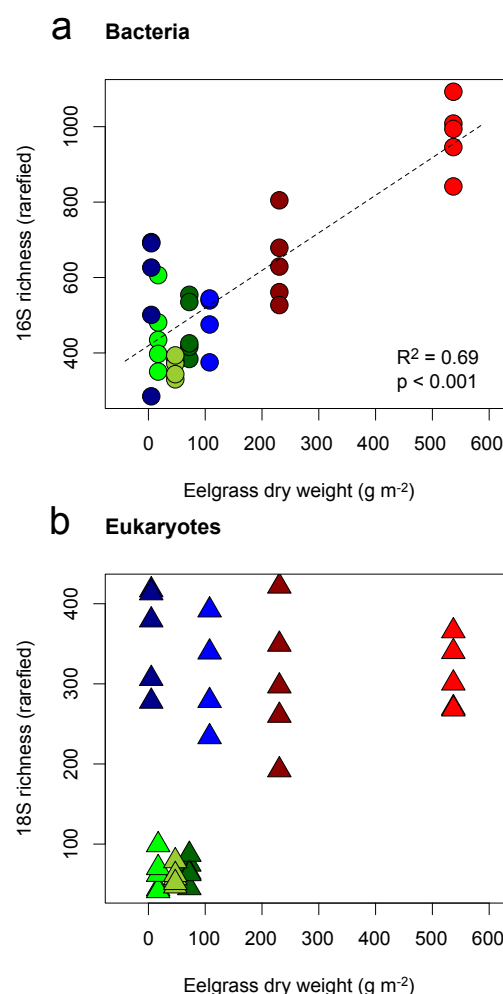 a Bacteria
1000
800
600
400
16S richness (rarefied)
R² = 0.69
p < 0.001
0 100 200 300 400 500 600
Eelgrass dry weight (g m⁻²)
b Eukaryotes
400
300
200
100
18S richness (rarefied)
0 100 200 300 400 500 600
Eelgrass dry weight (g m⁻²)